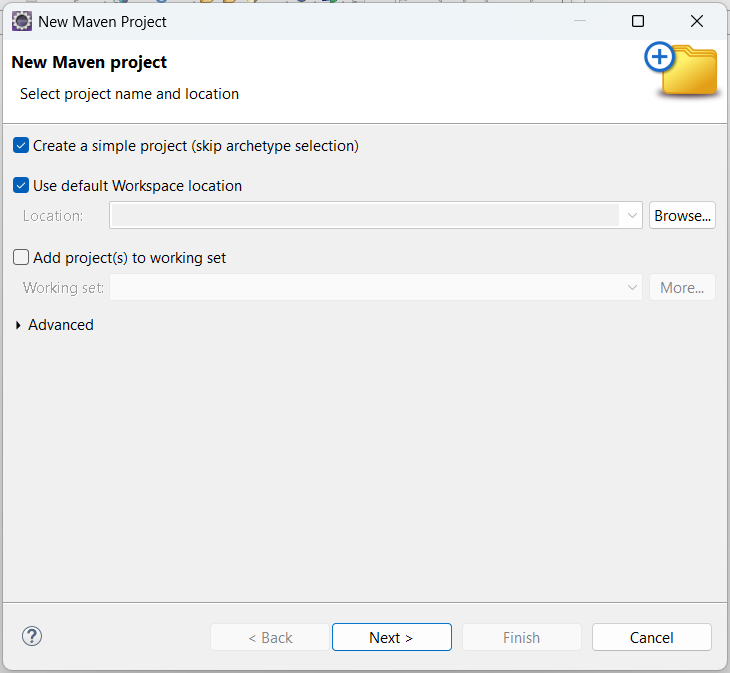 New Maven Project
New Maven project
Select project name and location
Create a simple project (skip archetype selection)
Use default Workspace location
Location:
Browse...
Add project(s) to working set
Working set:
More...
Advanced
?
< Back
Next >
Finish
Cancel